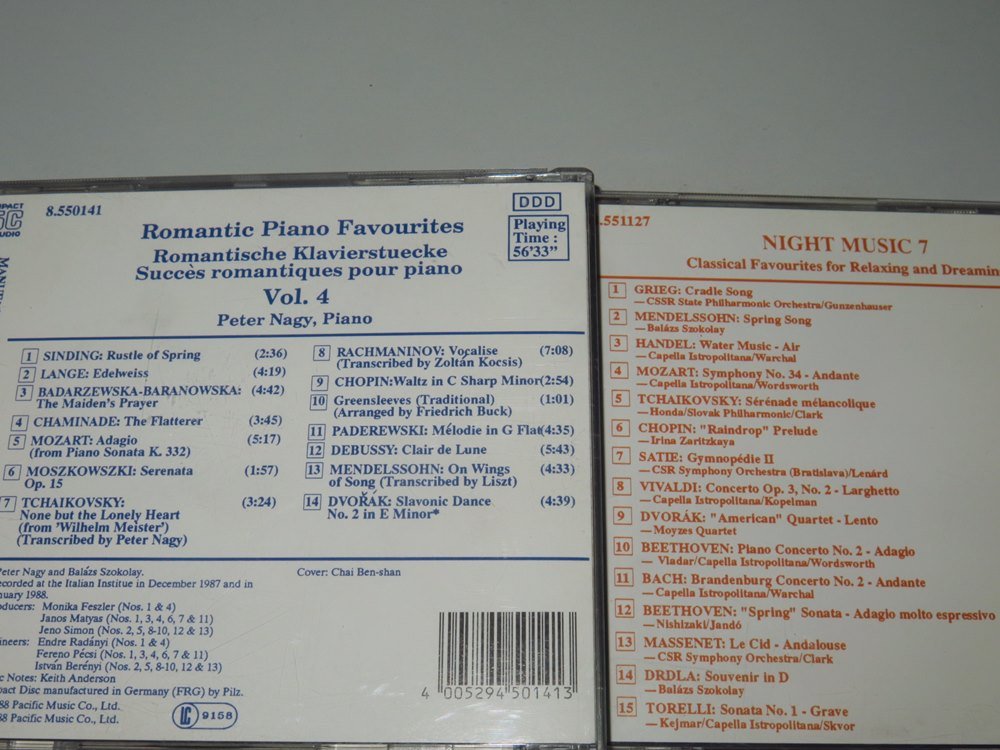 8.550141
DDD
Romantic Piano Favourites
Romantische Klavierstuecke
Succès romantiques pour piano
Vol. 4
Peter Nagy, Piano
Playing
Time :
56'33"
1 SINDING: Rustle of Spring (2:36)
2 LANGE: Edelweiss (4:19)
3 BADARZEWSKA-BARANOWSKA: (4:42)
The Maiden's Prayer
4 CHAMINADE: The Flatterer (3:45)
5 MOZART: Adagio (5:17)
(from Piano Sonata K. 332)
6 MOSZKOWSZKI: Serenata (1:57)
Op. 15
7 TCHAIKOVSKY: (3:24)
None but the Lonely Heart
(from 'Wilhelm Meister')
(Transcribed by Peter Nagy)
8 RACHMANINOV: Vocalise (7:08)
(Transcribed by Zoltán Kocsis)
9 CHOPIN:Waltz in C Sharp Minor (2:54)
10 Greensleeves (Traditional) (1:01)
(Arranged by Friedrich Buck)
11 PADEREWSKI: Mélodie in G Flat (4:35)
12 DEBUSSY: Clair de Lune (5:43)
13 MENDELSSOHN: On Wings (4:33)
of Song (Transcribed by Liszt)
14 DVOŘÁK: Slavonic Dance (4:39)
No. 2 in E Minor*
Peter Nagy and Balázs Szokolay.
ecorded at the Italian Institue in December 1987 and in
nuary 1988.
oducers: Monika Feszler (Nos. 1 & 4)
Janos Matyas (Nos. 1, 3, 4, 6, 7 & 11)
Jeno Simon (Nos. 2, 5, 8-10, 12 & 13)
gineers: Endre Radányi (Nos. 1 & 4)
Fereno Pécsi (Nos. 1, 3, 4, 6, 7 & 11)
István Berényi (Nos. 2, 5, 8-10, 12 & 13)
ic Notes: Keith Anderson
mpact Disc manufactured in Germany (FRG) by Pilz.
88 Pacific Music Co., Ltd.
88 Pacific Music Co., Ltd.
LC 9158
Cover: Chai Ben-shan
4 005294 501413
.551127
NIGHT MUSIC 7
Classical Favourites for Relaxing and Dreamin
1 GRIEG: Cradle Song
— CSSR State Philharmonic Orchestra/Gunzenhauser
2 MENDELSSOHN: Spring Song
— Balázs Szokolay
3 HANDEL: Water Music - Air
— Capella Istropolitana/Warchal
4 MOZART: Symphony No. 34 - Andante
— Capella Istropolitana/Wordsworth
5 TCHAIKOVSKY: Sérénade mélancolique
— Honda/Slovak Philharmonic/Clark
6 CHOPIN: "Raindrop" Prelude
— Irina Zaritzkaya
7 SATIE: Gymnopédie II
— CSR Symphony Orchestra (Bratislava)/Lenárd
8 VIVALDI: Concerto Op. 3, No. 2 - Larghetto
— Capella Istropolitana/Kopelman
9 DVORÁK: "American" Quartet - Lento
— Moyzes Quartet
10 BEETHOVEN: Piano Concerto No. 2 - Adagio
— Vladar/Capella Istropolitana/Wordsworth
11 BACH: Brandenburg Concerto No. 2 - Andante
— Capella Istropolitana/Warchal
12 BEETHOVEN: "Spring" Sonata - Adagio molto espressivo
— Nishizaki/Jandó
13 MASSENET: Le Cid - Andalouse
— CSR Symphony Orchestra/Clark
14 DRDLA: Souvenir in D
— Balázs Szokolay
15 TORELLI: Sonata No. 1 - Grave
— Kejmar/Capella Istropolitana/Skvor